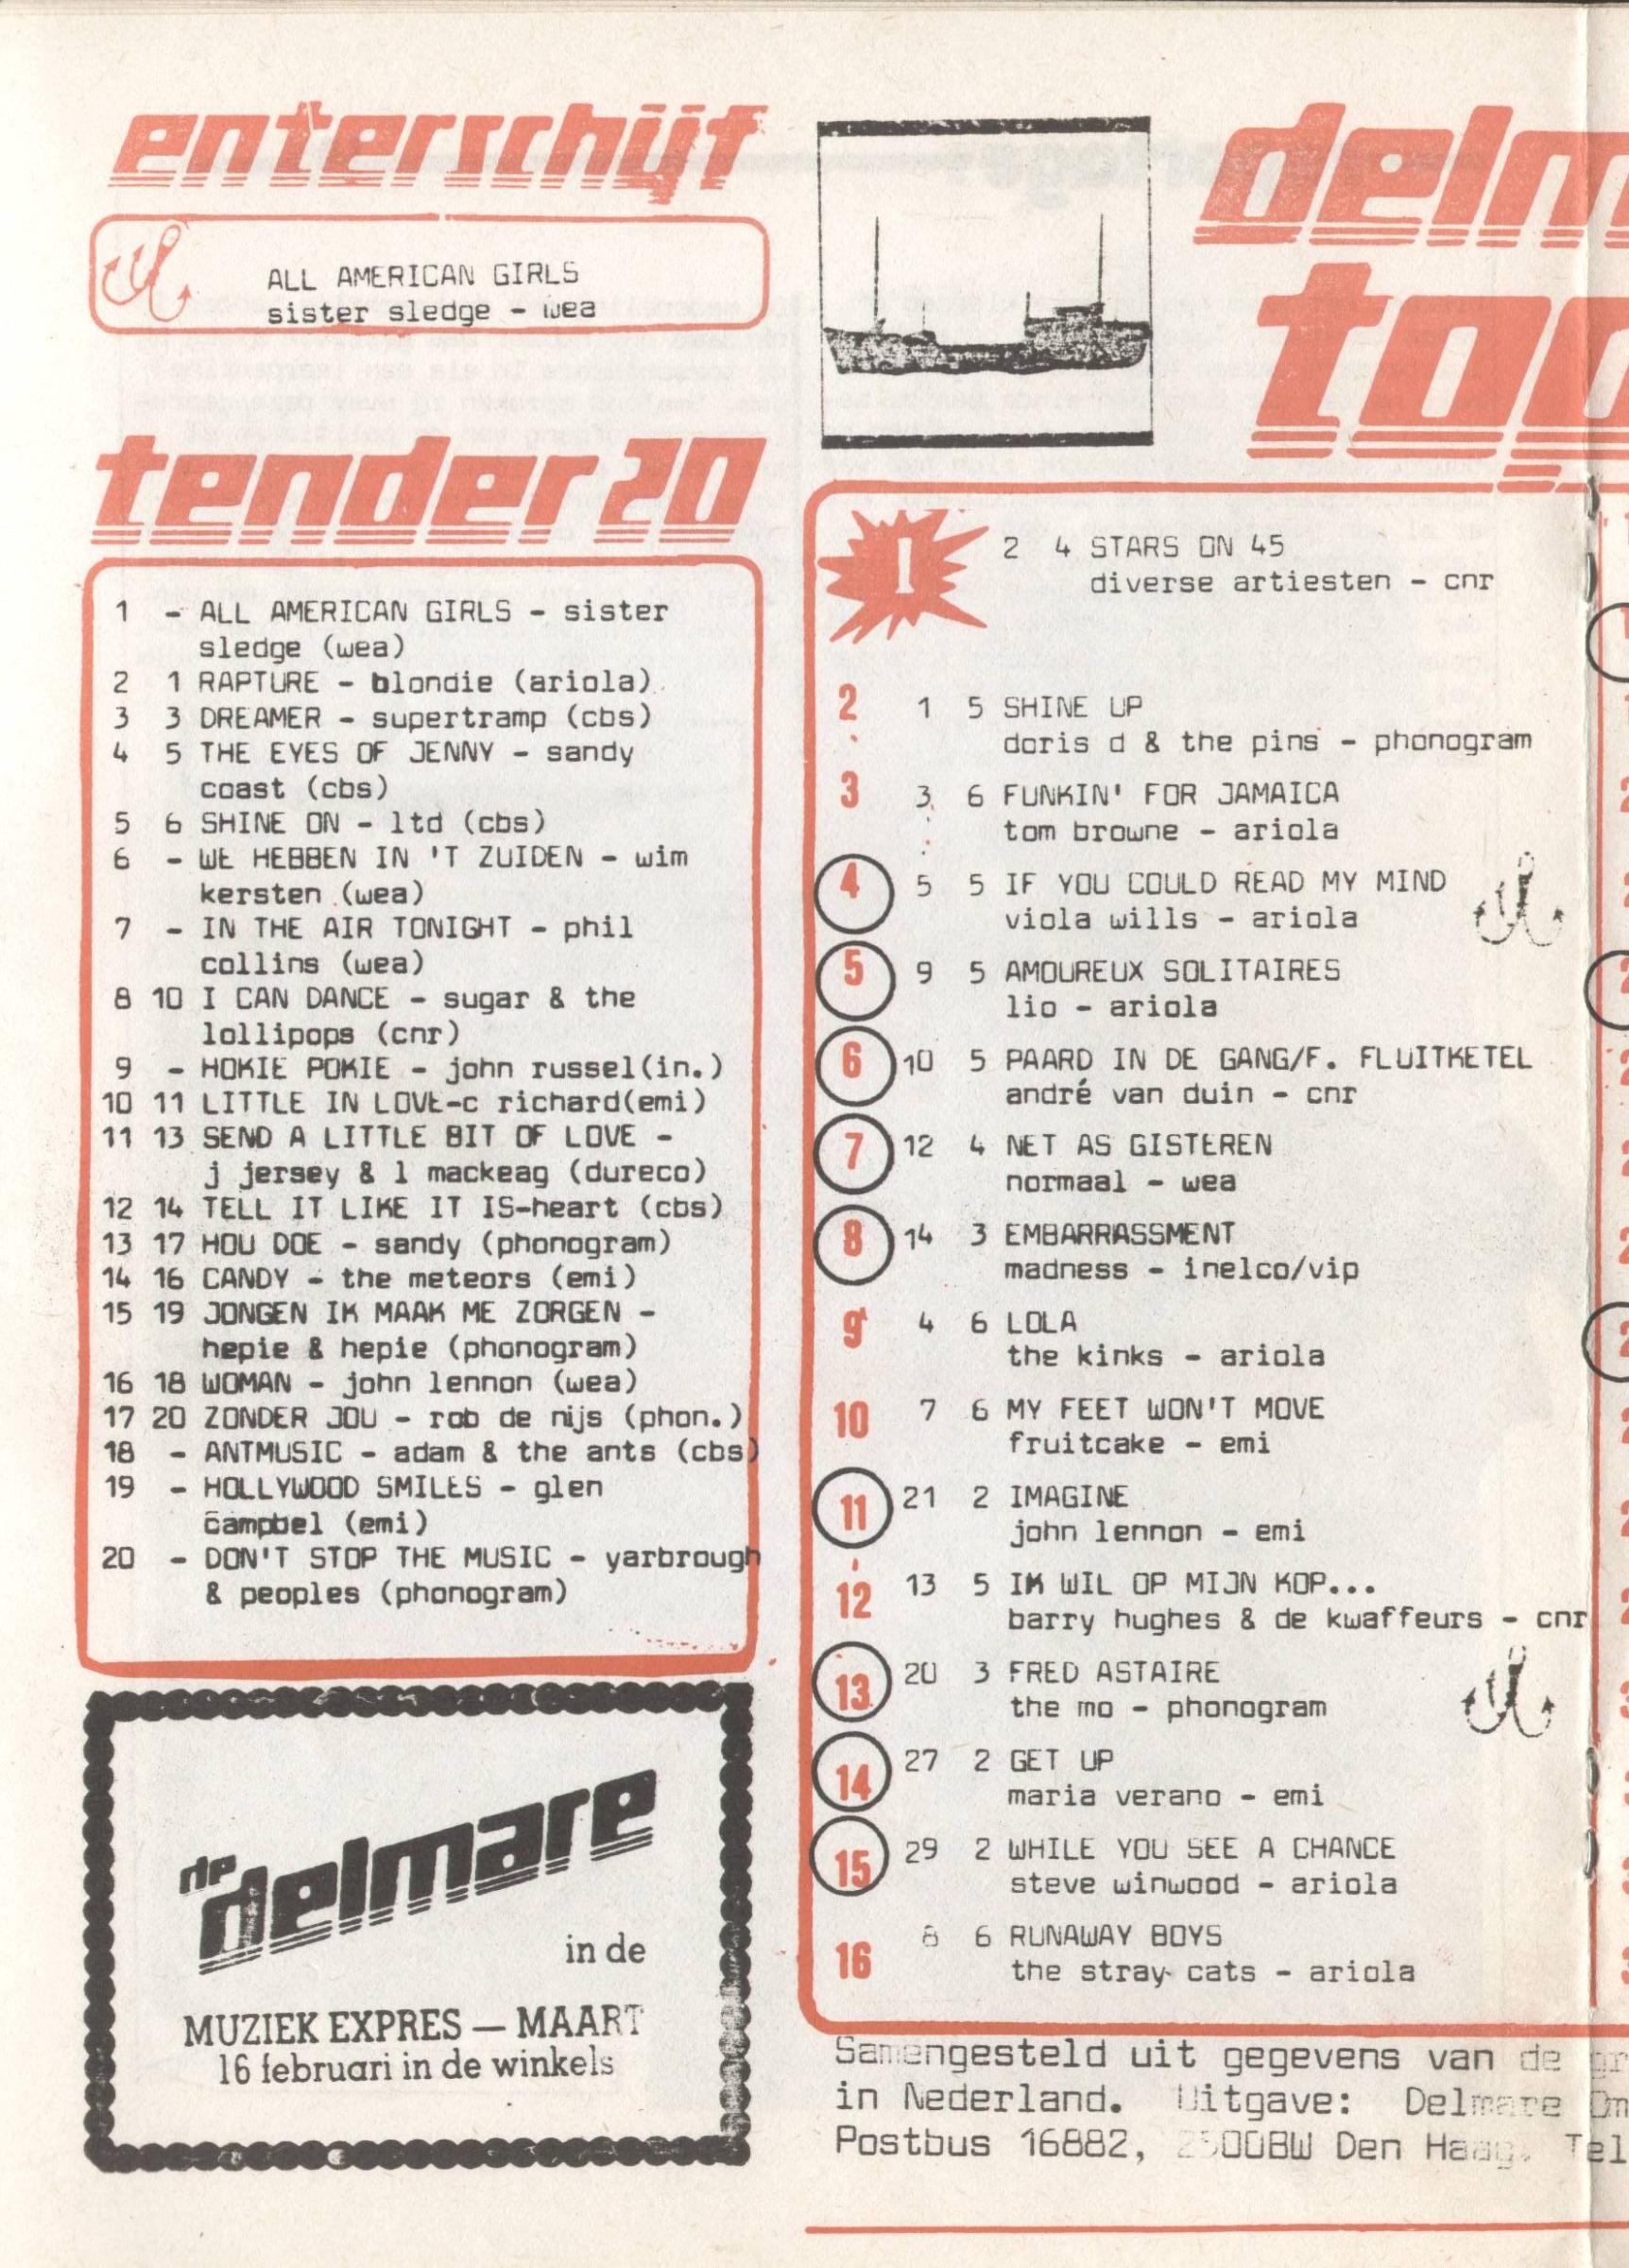 enterschijf
ALL AMERICAN GIRLS
sister sledge - wea
tender 20
1 - ALL AMERICAN GIRLS - sister
sledge (wea)
2 1 RAPTURE - blondie (ariola)
3 3 DREAMER - supertramp (cbs)
4 5 THE EYES OF JENNY - sandy
coast (cbs)
5 6 SHINE ON - ltd (cbs)
6 - WE HEBBEN IN 'T ZUIDEN - wim
kersten (wea)
7 - IN THE AIR TONIGHT - phil
collins (wea)
8 10 I CAN DANCE - sugar & the
lollipops (cnr)
9 - HOKIE POKIE - john russel(in.)
10 11 LITTLE IN LOVE-c richard(emi)
11 13 SEND A LITTLE BIT OF LOVE -
j jersey & l mackeag (dureco)
12 14 TELL IT LIKE IT IS-heart (cbs)
13 17 HOU DOE - sandy (phonogram)
14 16 CANDY - the meteors (emi)
15 19 JONGEN IK MAAK ME ZORGEN -
hepie & hepie (phonogram)
16 18 WOMAN - john lennon (wea)
17 20 ZONDER JOU - rob de nijs (phon.)
18 - ANTMUSIC - adam & the ants (cbs)
19 - HOLLYWOOD SMILES - glen
campbel (emi)
20 - DON'T STOP THE MUSIC - yarbrough
& peoples (phonogram)
de delmare
in de
MUZIEK EXPRES — MAART
16 februari in de winkels
delm
top
1 2 4 STARS ON 45
diverse artiesten - cnr
2 1 5 SHINE UP
doris d & the pins - phonogram
3 3 6 FUNKIN' FOR JAMAICA
tom browne - ariola
4 5 5 IF YOU COULD READ MY MIND
viola wills - ariola
5 9 5 AMOUREUX SOLITAIRES
lio - ariola
6 10 5 PAARD IN DE GANG/F. FLUITKETEL
andré van duin - cnr
7 12 4 NET AS GISTEREN
normaal - wea
8 14 3 EMBARRASSMENT
madness - inelco/vip
9 4 6 LOLA
the kinks - ariola
10 7 6 MY FEET WON'T MOVE
fruitcake - emi
11 21 2 IMAGINE
john lennon - emi
12 13 5 IK WIL OP MIJN KOP...
barry hughes & de kwaffeurs - cnr
13 20 3 FRED ASTAIRE
the mo - phonogram
14 27 2 GET UP
maria verano - emi
15 29 2 WHILE YOU SEE A CHANCE
steve winwood - ariola
16 8 6 RUNAWAY BOYS
the stray cats - ariola
Samengesteld uit gegevens van de gr
in Nederland. Uitgave: Delmare Om
Postbus 16882, 2500BW Den Haag. Tel